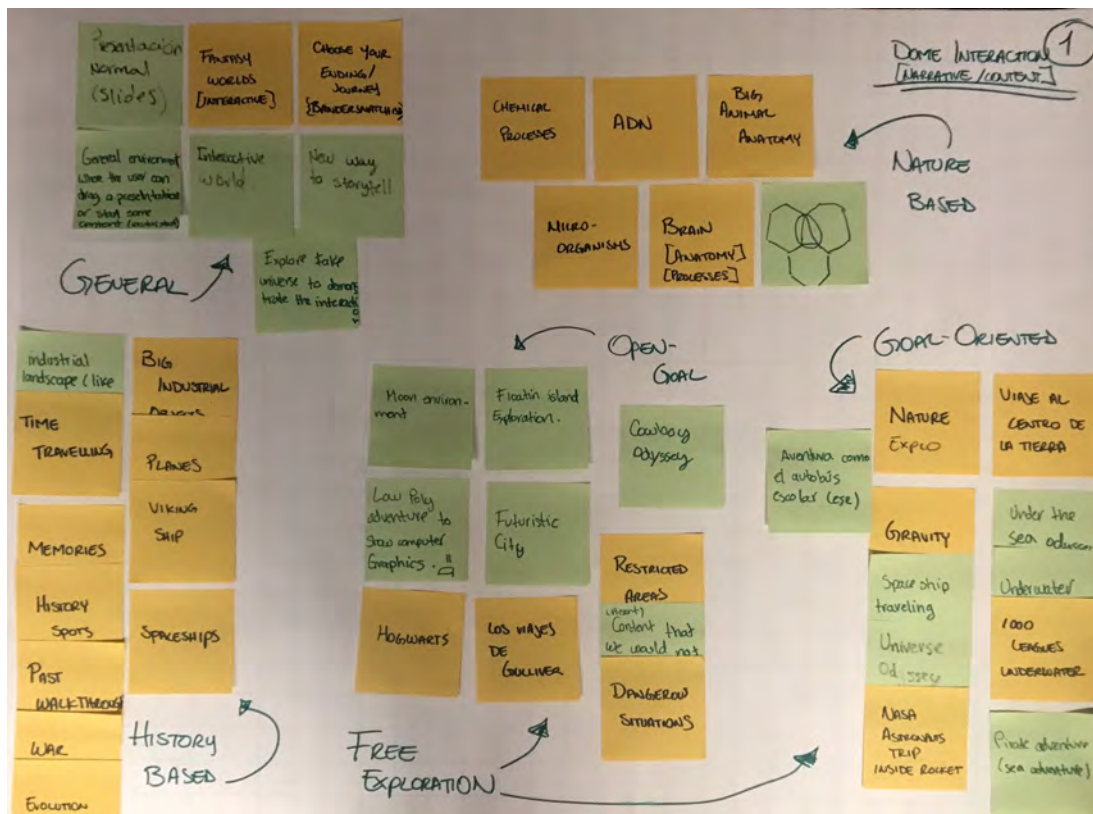 DOME INTERACTION
[NARRATIVE/CONTENT]
1
Presentación
Normal
(slides)
FANTASY
WORLDS
[INTERACTIVE]
CHOOSE YOUR
ENDING/
JOURNEY
General environment
where the user can
drag a presentation
or start some
Interactive
world
New way
to storytell
Explore fake
universe to demons
trate the interacti
GENERAL
CHEMICAL
PROCESSES
ADN
BIG
ANIMAL
ANATOMY
MICRO-
ORGANISMS
BRAIN
[ANATOMY]
[PROCESSES]
NATURE
BASED
industrial
landscape (like
TIME
TRAVELLING
MEMORIES
HISTORY
SPOTS
PAST
WALKTHROUGH
WAR
EVOLUTION
BIG
INDUSTRIAL
PLANES
VIKING
SHIP
SPACESHIPS
HISTORY
BASED
OPEN-
GOAL
Moon environ-
ment
Floatin island
Exploration.
Cowboy
Odyssey
Low Poly
adventure to
show computer
Graphics.
Futuristic
City
HOGWARTS
LOS VIAJES
DE
GULLIVER
RESTRICTED
AREAS
Content that
we would not
DANGEROUS
SITUATIONS
FREE
EXPLORATION
GOAL-ORIENTED
Aventura como
el autobús
escolar (ese)
NATURE
EXPLO
VIAJE AL
CENTRO DE
LA TIERRA
GRAVITY
Under the
sea
Space ship
traveling
Underwater
Universe
Odyssey
1000
LEAGUES
UNDERWATER
NASA
ASTRONAUTS
TRIP
INSIDE ROCKET
Pirate adventure
(sea adventure)